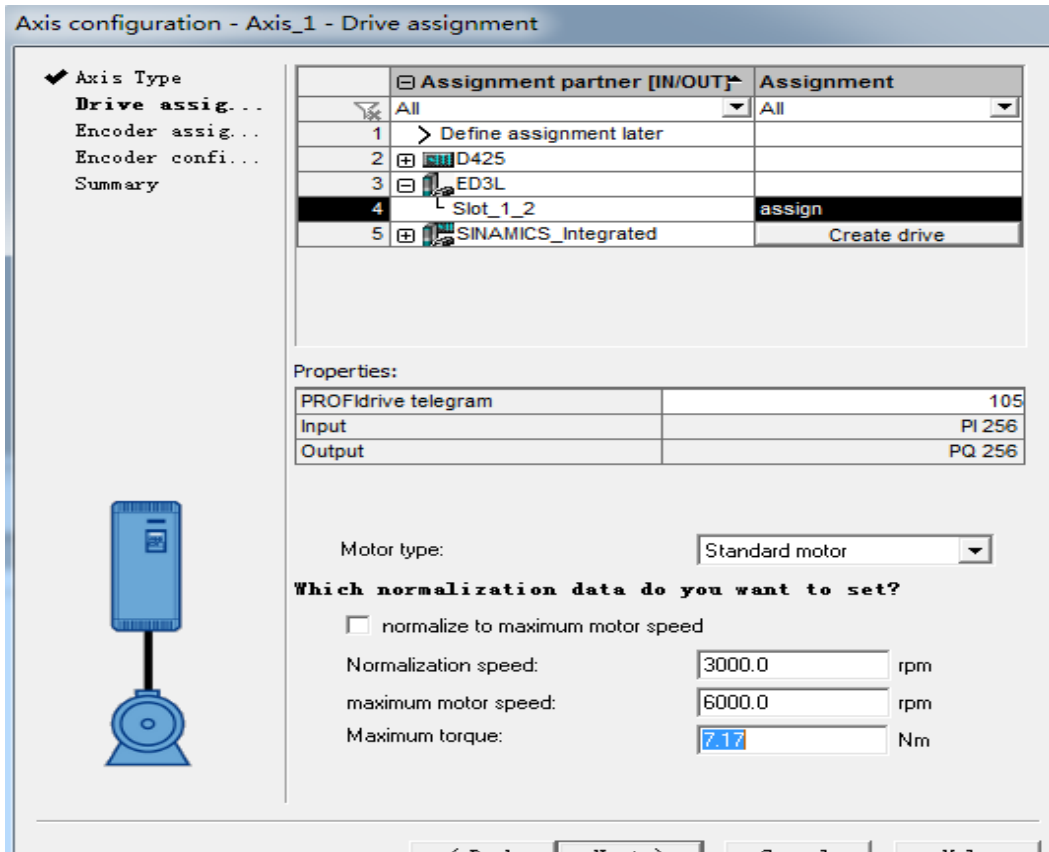 Axis configuration - Axis_1 - Drive assignment
Axis Type
Drive assig...
Encoder assig...
Encoder confi...
Summary
Assignment partner [IN/OUT] Assignment
All All
1 Define assignment later
2 D425
3 ED3L
4 Slot_1_2 assign
5 SINAMICS_Integrated Create drive
Properties:
PROFIdrive telegram 105
Input PI 256
Output PQ 256
Motor type: Standard motor
Which normalization data do you want to set?
normalize to maximum motor speed
Normalization speed: 3000.0 rpm
maximum motor speed: 6000.0 rpm
Maximum torque: 7.17 Nm